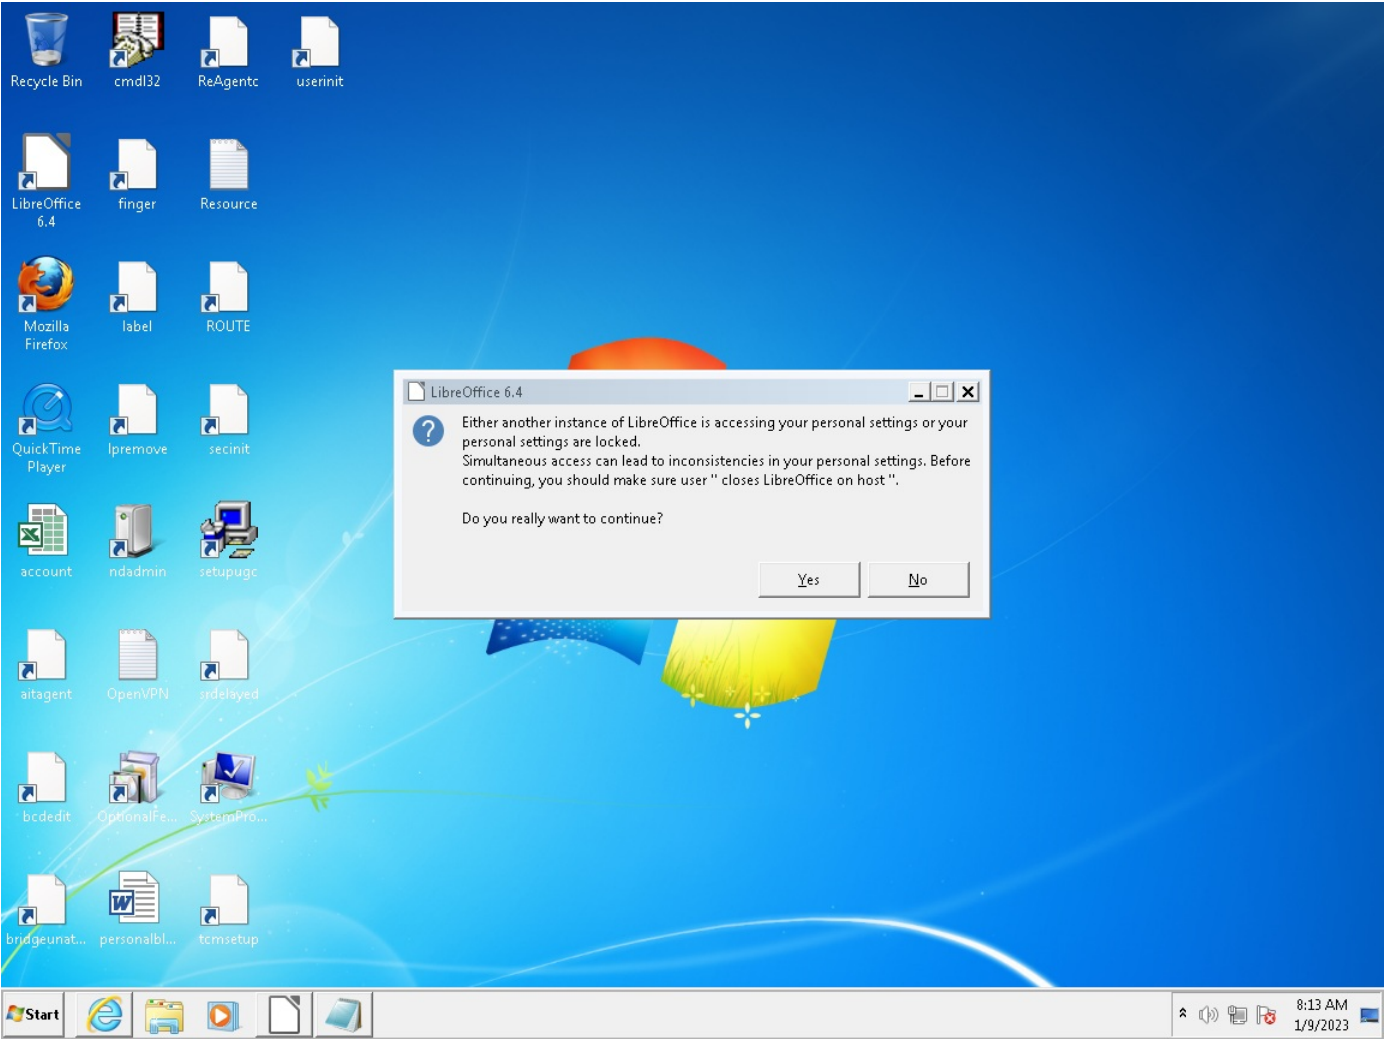 Recycle Bin
cmdl32
ReAgentc
userinit
LibreOffice
6.4
finger
Resource
Mozilla
Firefox
label
ROUTE
QuickTime
Player
lpremove
secinit
account
ndadmin
setupugc
aitagent
OpenVPN
srdelayed
bcdedit
OptionalFe...
SystemPro...
bridgeunat...
personalbl...
tcmsetup
LibreOffice 6.4
Either another instance of LibreOffice is accessing your personal settings or your
personal settings are locked.
Simultaneous access can lead to inconsistencies in your personal settings. Before
continuing, you should make sure user '' closes LibreOffice on host ''.
Do you really want to continue?
Yes
No
Start
8:13 AM
1/9/2023